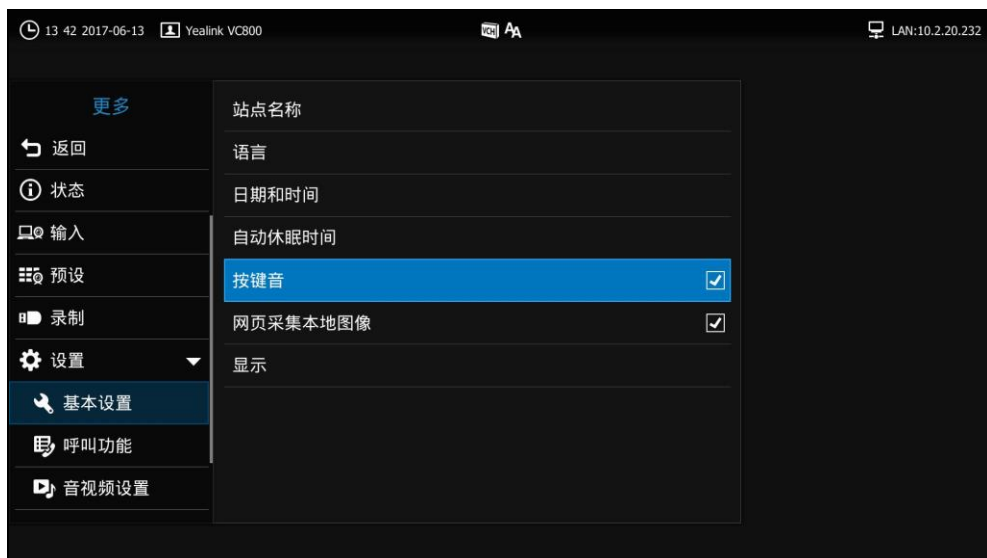 13 42 2017-06-13 Yealink VC800 VCH AA LAN:10.2.20.232
更多
返回
状态
输入
预设
录制
设置
基本设置
呼叫功能
音视频设置
站点名称
语言
日期和时间
自动休眠时间
按键音
网页采集本地图像
显示